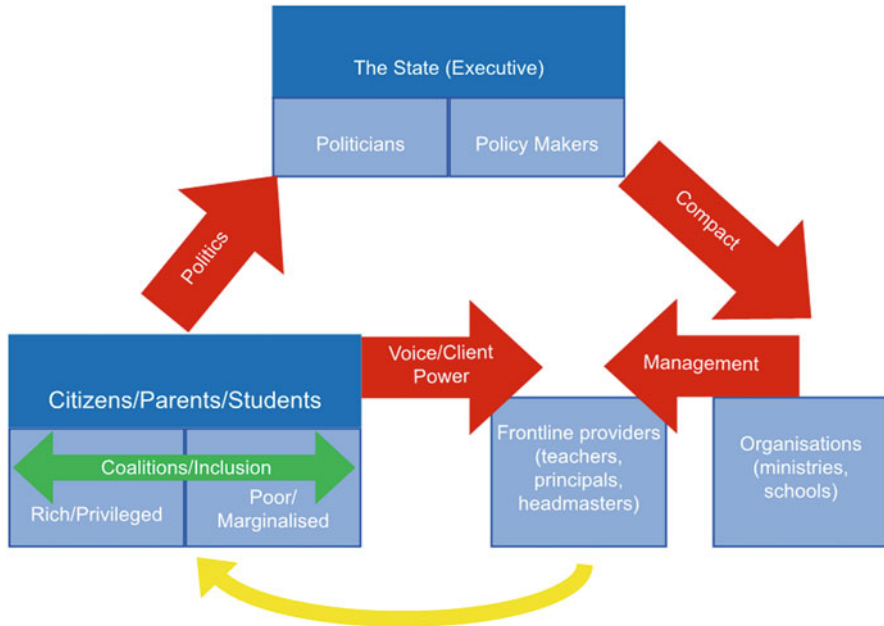 The State (Executive)
Politicians
Policy Makers
Politics
Compact
Voice/Client
Power
Management
Citizens/Parents/Students
Coalitions/Inclusion
Rich/Privileged
Poor/
Marginalised
Frontline providers
(teachers,
principals,
headmasters)
Organisations
(ministries,
schools)